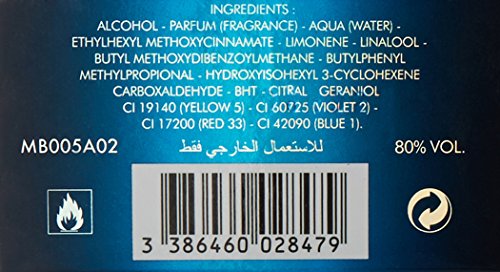 INGREDIENTS :
ALCOHOL - PARFUM (FRAGRANCE) - AQUA (WATER) -
ETHYLHEXYL METHOXYCINNAMATE - LIMONENE - LINALOOL -
BUTYL METHOXYDIBENZOYLMETHANE - BUTYLPHENYL
METHYLPROPIONAL - HYDROXYISOHEXYL 3-CYCLOHEXENE
CARBOXALDEHYDE - BHT - CITRAL GERANIOL
CI 19140 (YELLOW 5) - CI 60725 (VIOLET 2) -
CI 17200 (RED 33) - CI 42090 (BLUE 1).
MB005A02 للاستعمال الخارجي فقط 80% VOL.
3 386460 028479